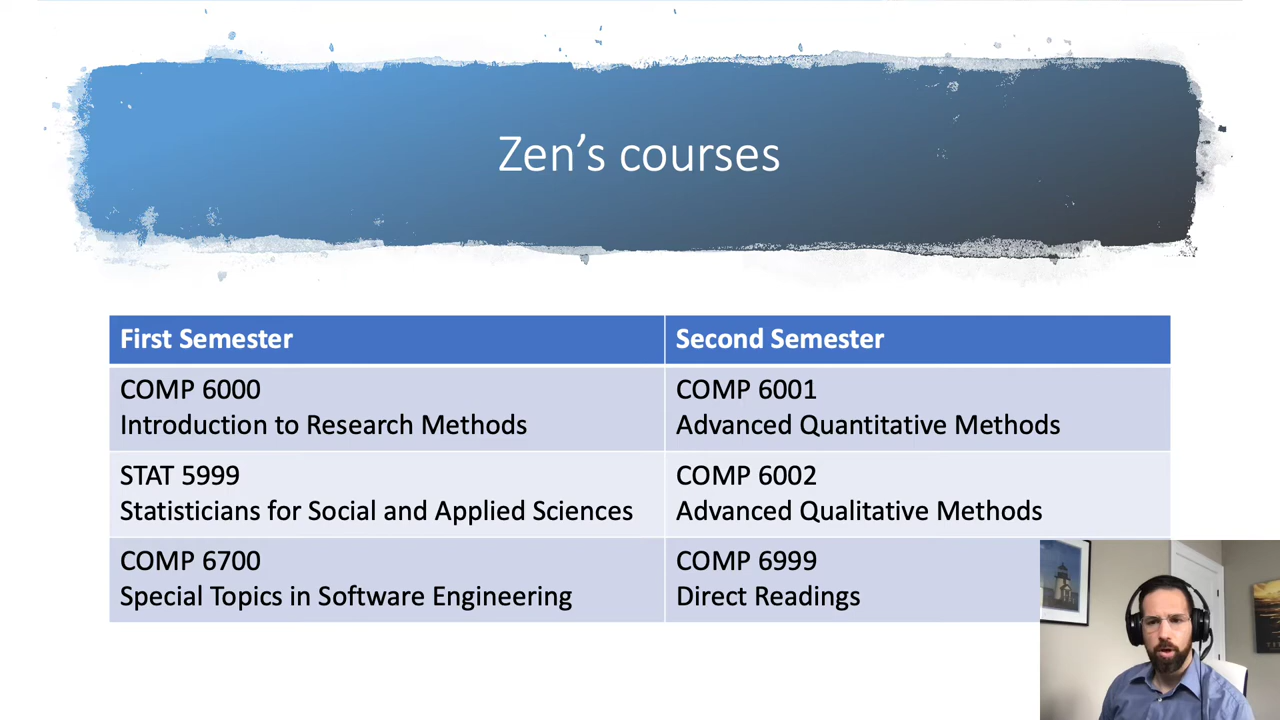 Zen’s courses
First Semester
Second Semester
COMP 6000
Introduction to Research Methods
COMP 6001
Advanced Quantitative Methods
STAT 5999
Statisticians for Social and Applied Sciences
COMP 6002
Advanced Qualitative Methods
COMP 6700
Special Topics in Software Engineering
COMP 6999
Direct Readings